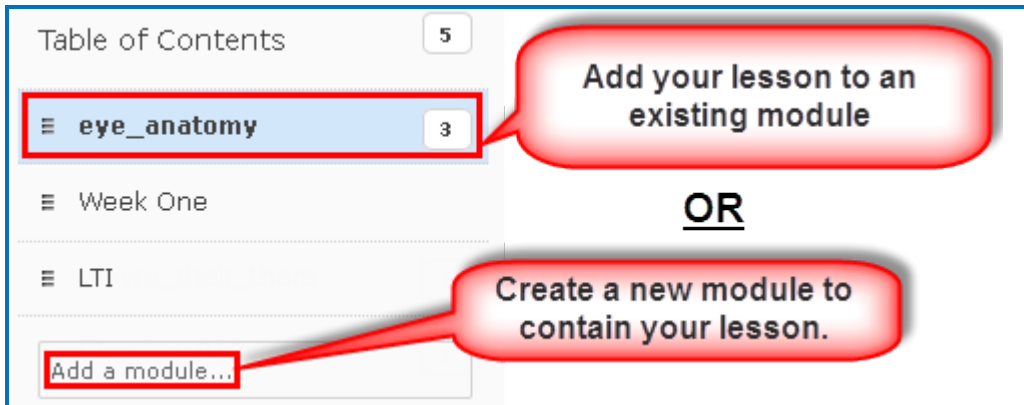 Table of Contents 5
Add your lesson to an
existing module
eye_anatomy 3
Week One
OR
LTI
Create a new module to
contain your lesson.
Add a module...